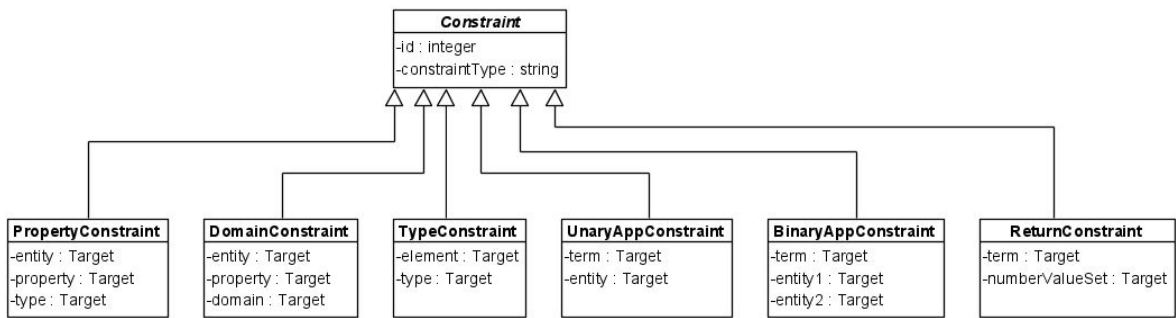 Constraint
-id : integer
-constraintType : string
PropertyConstraint
-entity : Target
-property : Target
-type : Target
DomainConstraint
-entity : Target
-property : Target
-domain : Target
TypeConstraint
-element : Target
-type : Target
UnaryAppConstraint
-term : Target
-entity : Target
BinaryAppConstraint
-term : Target
-entity1 : Target
-entity2 : Target
ReturnConstraint
-term : Target
-numberValueSet : Target